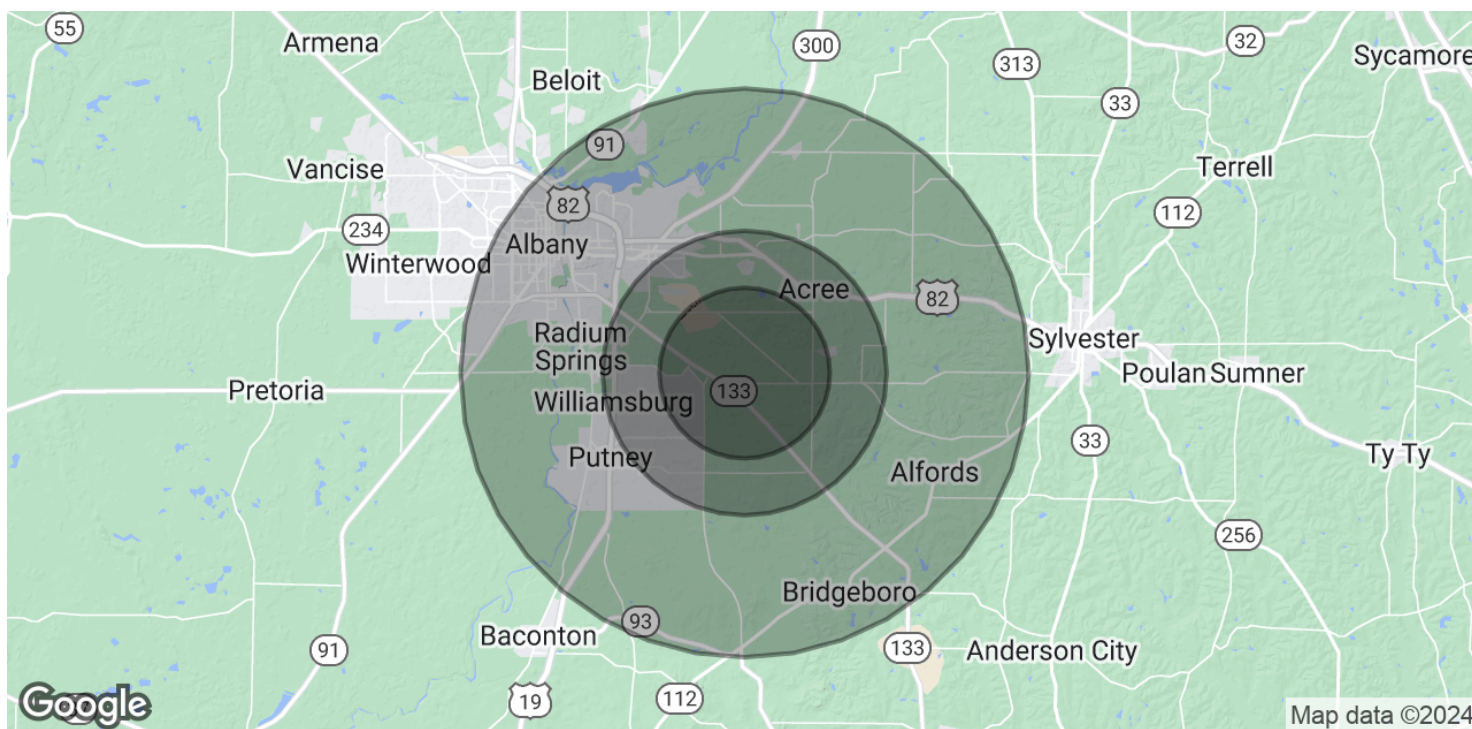 55
Armena
300
32
313
Sycamore
Beloit
33
91
Vancise
Terrell
82
112
234
Albany
Winterwood
Acree
82
Radium
Springs
Sylvester
Poulan
Sumner
Pretoria
133
Williamsburg
33
Putney
Alfords
Ty Ty
256
Bridgeboro
93
Baconton
91
133
Anderson City
Google
19
112
Map data ©2024